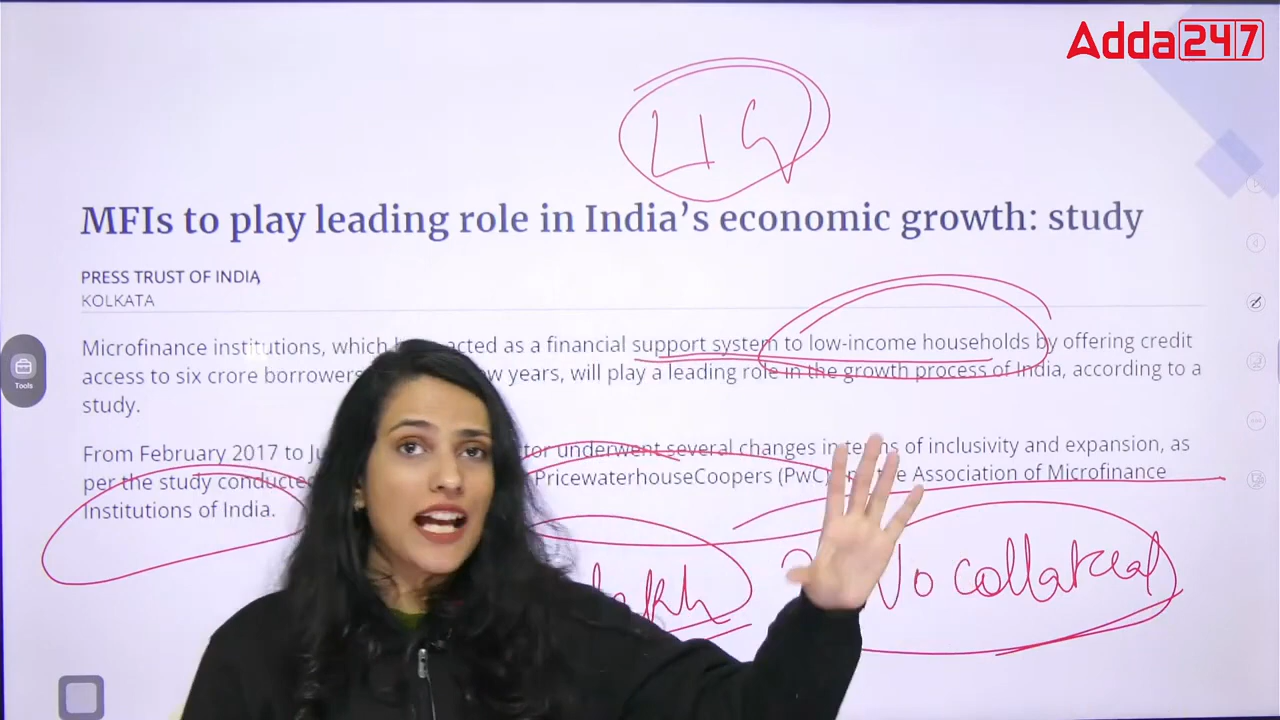 Adda247
LIG
MFIs to play leading role in India's economic growth: study
PRESS TRUST OF INDIA
KOLKATA
Microfinance institutions, which acted as a financial support system to low-income households by offering credit
access to six crore borrowers years, will play a leading role in the growth process of India, according to a
study.
From February 2017 to underwent several changes in terms of inclusivity and expansion, as
per the study conducted PricewaterhouseCoopers (PwC) Association of Microfinance
Institutions of India.
No collateral
Tools